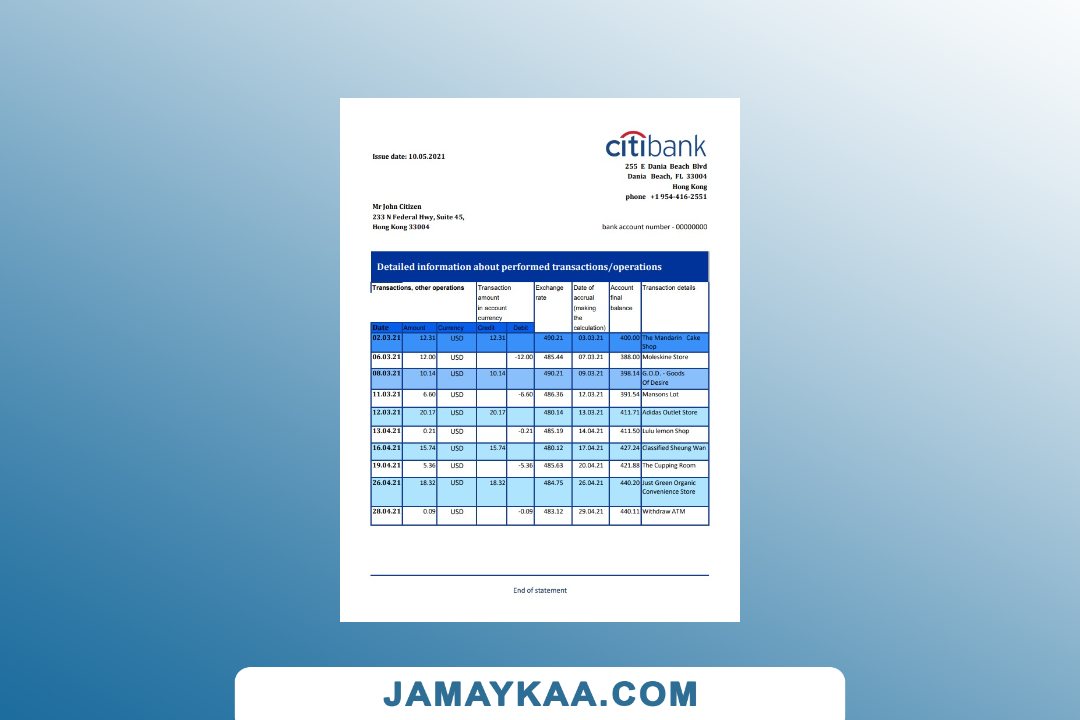 citibank
Issue date: 10.05.2021
255 E Dania Beach Blvd
Dania Beach, FL 33004
Hong Kong
phone +1 954-416-2551
Mr John Citizen
233 N Federal Hwy, Suite 45,
Hong Kong 33004
bank account number - 00000000
Detailed information about performed transactions/operations
Transactions, other operations
Transaction
amount
in account
currency
Exchange
rate
Date of
accrual
(making
the
calculation)
Account
final
balance
Transaction details
Date Amount Currency Credit Debit
02.03.21 12.31 USD 12.31 490.21 03.03.21 400.00 The Mandarin Cake
Shop
06.03.21 12.00 USD -12.00 485.44 07.03.21 388.00 Moleskine Store
08.03.21 10.14 USD 10.14 490.21 09.03.21 398.14 G.O.D. - Goods
Of Desire
11.03.21 6.60 USD -6.60 486.36 12.03.21 391.54 Mansons Lot
12.03.21 20.17 USD 20.17 480.14 13.03.21 411.71 Adidas Outlet Store
13.04.21 0.21 USD -0.21 485.19 14.04.21 411.50 Lulu lemon Shop
16.04.21 15.74 USD 15.74 480.12 17.04.21 427.24 Classified Sheung Wan
19.04.21 5.36 USD -5.36 485.63 20.04.21 421.88 The Cupping Room
26.04.21 18.32 USD 18.32 484.75 26.04.21 440.20 Just Green Organic
Convenience Store
28.04.21 0.09 USD -0.09 483.12 29.04.21 440.11 Withdraw ATM
End of statement
JAMAYKAA.COM